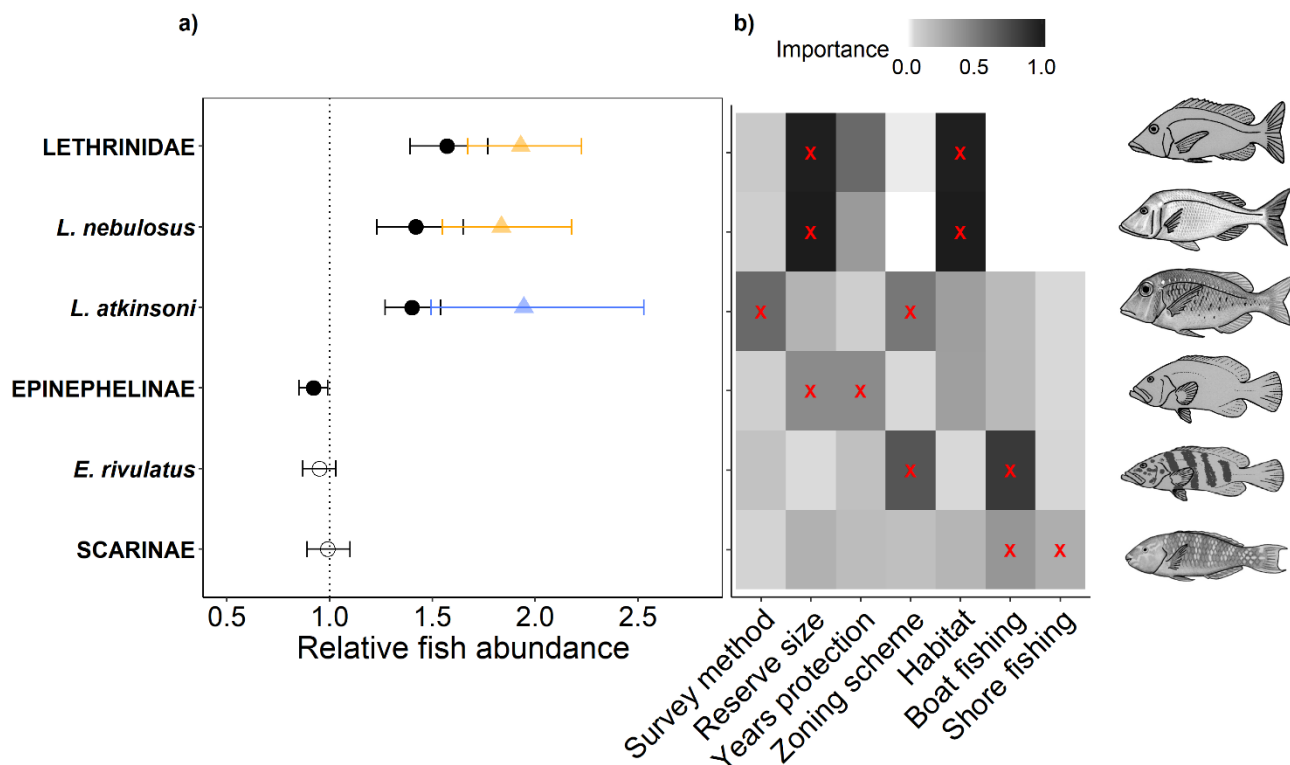 a)
b)
Importance
0.0 0.5 1.0
LETHRINIDAE
L. nebulosus
L. atkinsoni
EPINEPHELINAE
E. rivulatus
SCARINAE
X X
X X
X X
X X
X X
X X
0.5 1.0 1.5 2.0 2.5
Relative fish abundance
Survey method
Reserve size
Years protection
Zoning scheme
Habitat
Boat fishing
Shore fishing